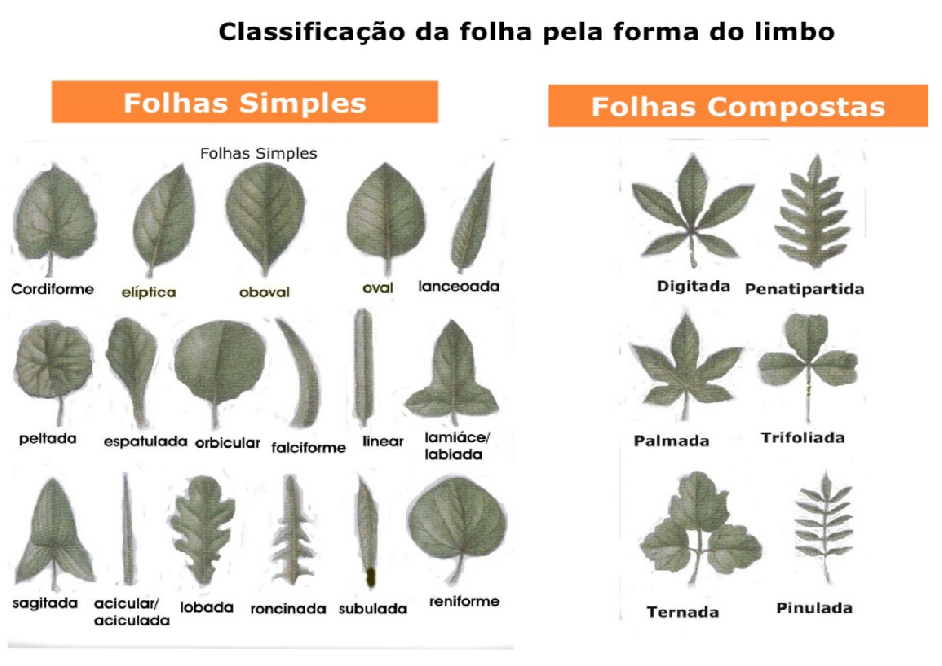 Classificação da folha pela forma do limbo
Folhas Simples
Folhas Compostas
Folhas Simples
Cordiforme
elíptica
oboval
oval
lanceoada
peltada
espatulada
orbicular
falciforme
linear
lamiáce/
labiada
sagitada
acicular/
aciculada
lobada
roncinada
subulada
reniforme
Digitada
Penatipartida
Palmada
Trifoliada
Ternada
Pinulada